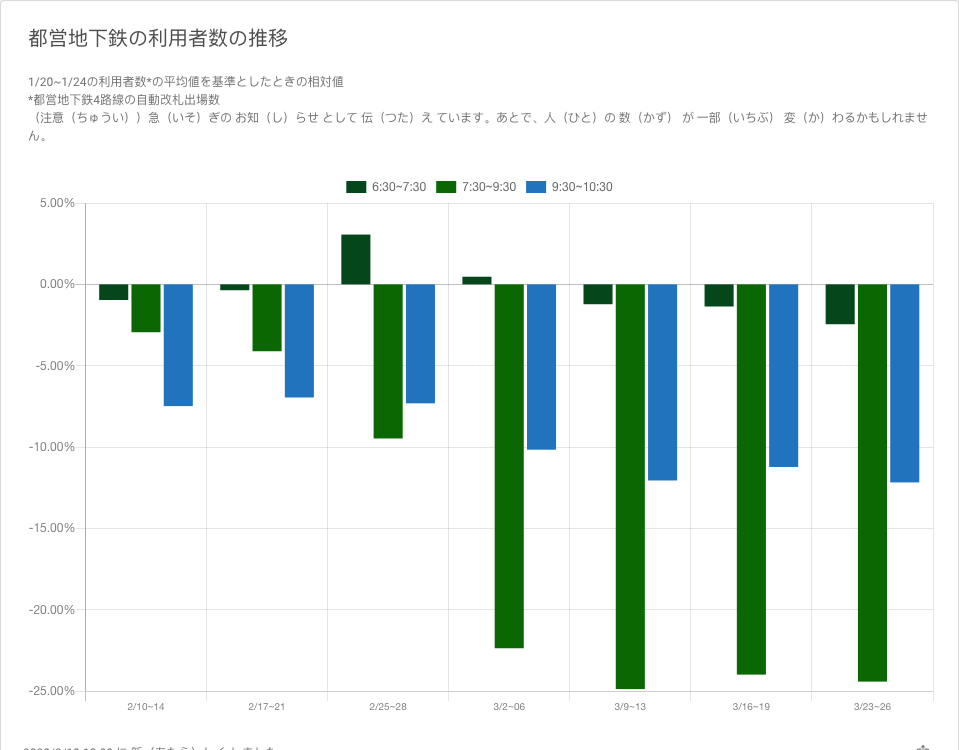 都営地下鉄の利用者数の推移
1/20~1/24の利用者数*の平均値を基準としたときの相対値
*都営地下鉄4路線の自動改札出場数
（注意（ちゅうい））急（いそ）ぎの お知（し）らせ として 伝（つた）え ています。あとで、人（ひと）の 数（かず） が 一部（いちぶ） 変（か）わるかもしれませ
ん。
6:30~7:30 7:30~9:30 9:30~10:30
5.00%
0.00%
-5.00%
-10.00%
-15.00%
-20.00%
-25.00%
2/10~14 2/17~21 2/25~28 3/2~06 3/9~13 3/16~19 3/23~26